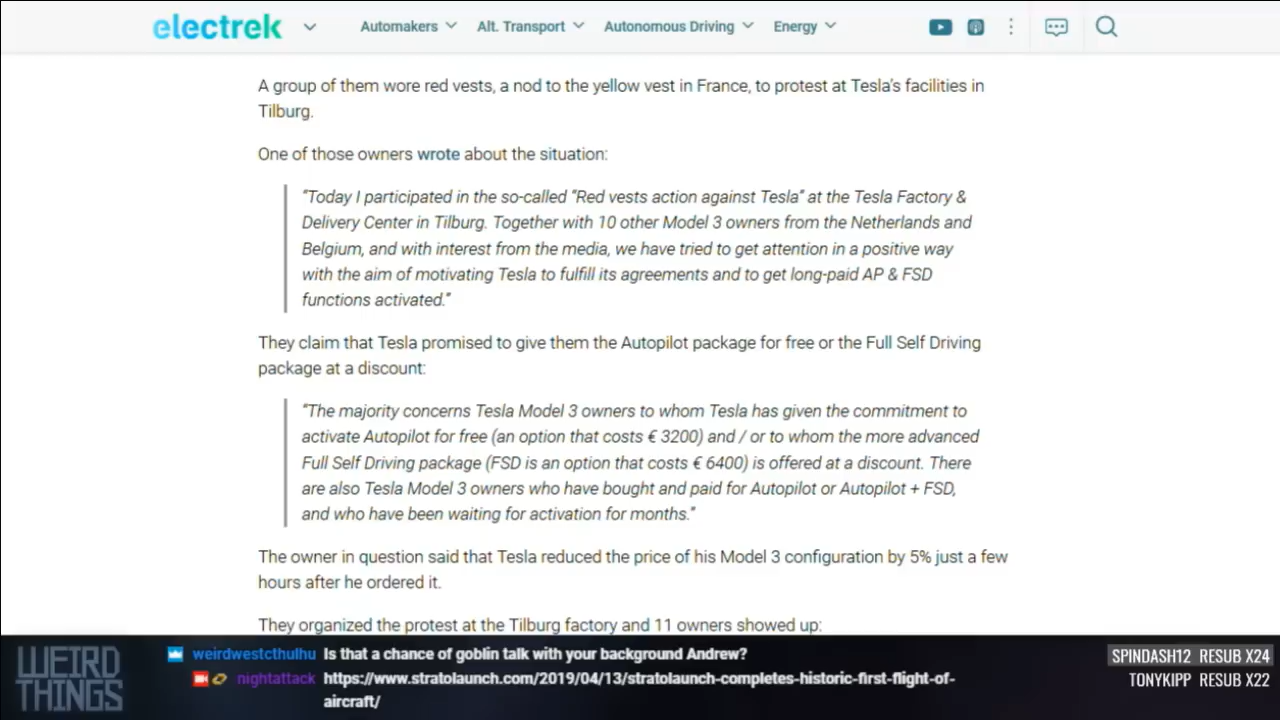 electrek
Automakers
Alt. Transport
Autonomous Driving
Energy
A group of them wore red vests, a nod to the yellow vest in France, to protest at Tesla's facilities in
Tilburg.
One of those owners wrote about the situation:
“Today I participated in the so-called “Red vests action against Tesla” at the Tesla Factory &
Delivery Center in Tilburg. Together with 10 other Model 3 owners from the Netherlands and
Belgium, and with interest from the media, we have tried to get attention in a positive way
with the aim of motivating Tesla to fulfill its agreements and to get long-paid AP & FSD
functions activated.”
They claim that Tesla promised to give them the Autopilot package for free or the Full Self Driving
package at a discount:
“The majority concerns Tesla Model 3 owners to whom Tesla has given the commitment to
activate Autopilot for free (an option that costs € 3200) and / or to whom the more advanced
Full Self Driving package (FSD is an option that costs € 6400) is offered at a discount. There
are also Tesla Model 3 owners who have bought and paid for Autopilot or Autopilot + FSD,
and who have been waiting for activation for months.”
The owner in question said that Tesla reduced the price of his Model 3 configuration by 5% just a few
hours after he ordered it.
They organized the protest at the Tilburg factory and 11 owners showed up:
WEIRD
THINGS
weirdwestcthulhu Is that a chance of goblin talk with your background Andrew?
nightattack https://www.stratolaunch.com/2019/04/13/stratolaunch-completes-historic-first-flight-of-
aircraft/
SPINDASH12 RESUB X24
TONYKIPP RESUB X22